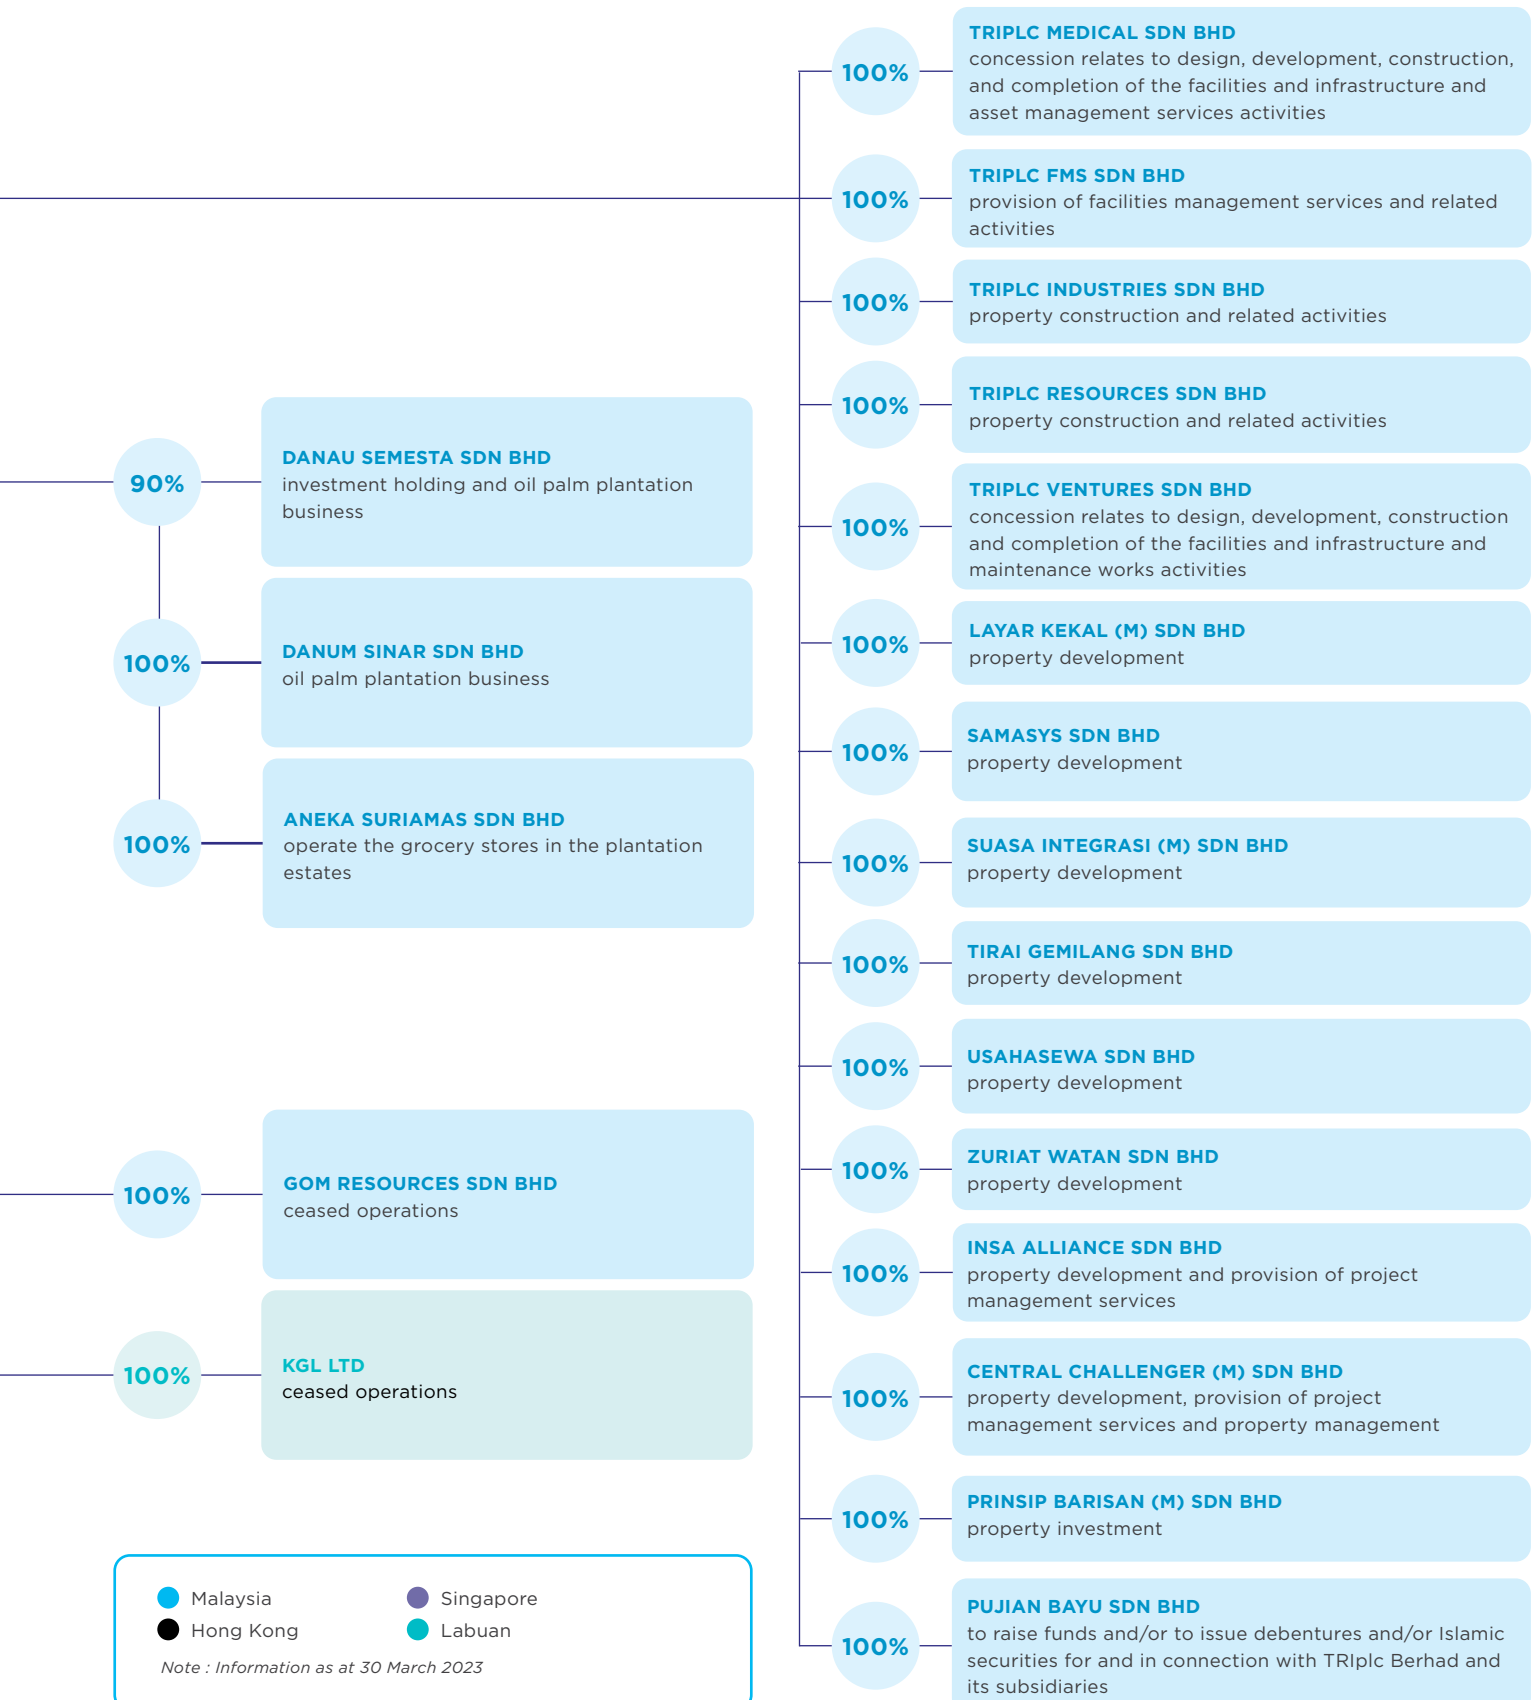 90%
DANAU SEMESTA SDN BHD
investment holding and oil palm plantation
business
100%
DANUM SINAR SDN BHD
oil palm plantation business
100%
ANEKA SURIAMAS SDN BHD
operate the grocery stores in the plantation
estates
100%
GOM RESOURCES SDN BHD
ceased operations
100%
KGL LTD
ceased operations
Malaysia
Singapore
Hong Kong
Labuan
Note : Information as at 30 March 2023
100%
TRIPLC MEDICAL SDN BHD
concession relates to design, development, construction,
and completion of the facilities and infrastructure and
asset management services activities
100%
TRIPLC FMS SDN BHD
provision of facilities management services and related
activities
100%
TRIPLC INDUSTRIES SDN BHD
property construction and related activities
100%
TRIPLC RESOURCES SDN BHD
property construction and related activities
100%
TRIPLC VENTURES SDN BHD
concession relates to design, development, construction
and completion of the facilities and infrastructure and
maintenance works activities
100%
LAYAR KEKAL (M) SDN BHD
property development
100%
SAMASYS SDN BHD
property development
100%
SUASA INTEGRASI (M) SDN BHD
property development
100%
TIRAI GEMILANG SDN BHD
property development
100%
USAHASEWA SDN BHD
property development
100%
ZURIAT WATAN SDN BHD
property development
100%
INSA ALLIANCE SDN BHD
property development and provision of project
management services
100%
CENTRAL CHALLENGER (M) SDN BHD
property development, provision of project
management services and property management
100%
PRINSIP BARISAN (M) SDN BHD
property investment
100%
PUJIAN BAYU SDN BHD
to raise funds and/or to issue debentures and/or Islamic
securities for and in connection with TRIplc Berhad and
its subsidiaries